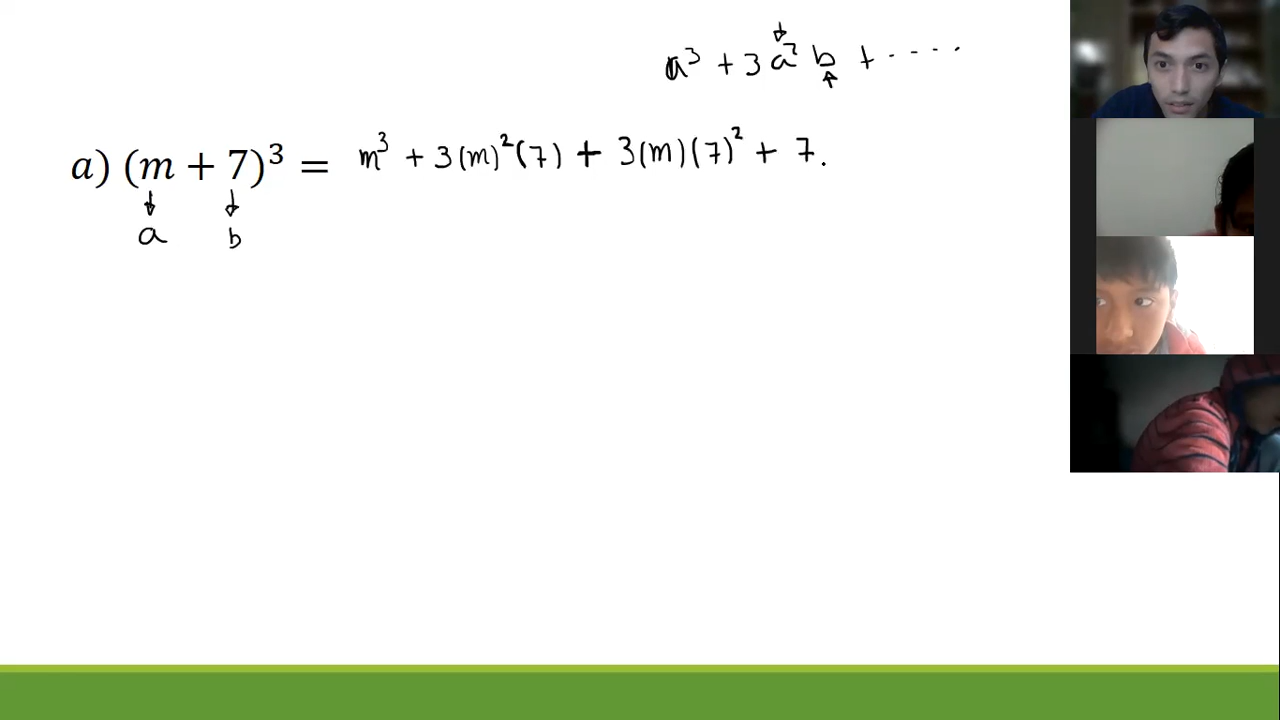 a³ + 3a²b + ....
a) (m + 7)³ = m³ + 3(m)²(7) + 3(m)(7)² + 7.
a b